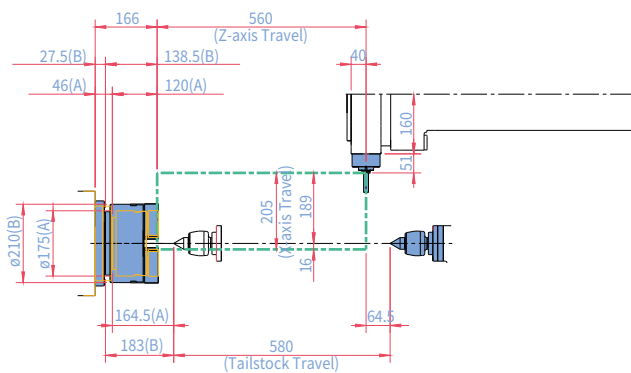 166
560
(Z-axis Travel)
27.5(B)
138.5(B)
40
46(A)
120(A)
160
51
205
(X-axis Travel)
189
16
ø210(B)
ø175(A)
164.5(A)
64.5
183(B)
580
(Tailstock Travel)